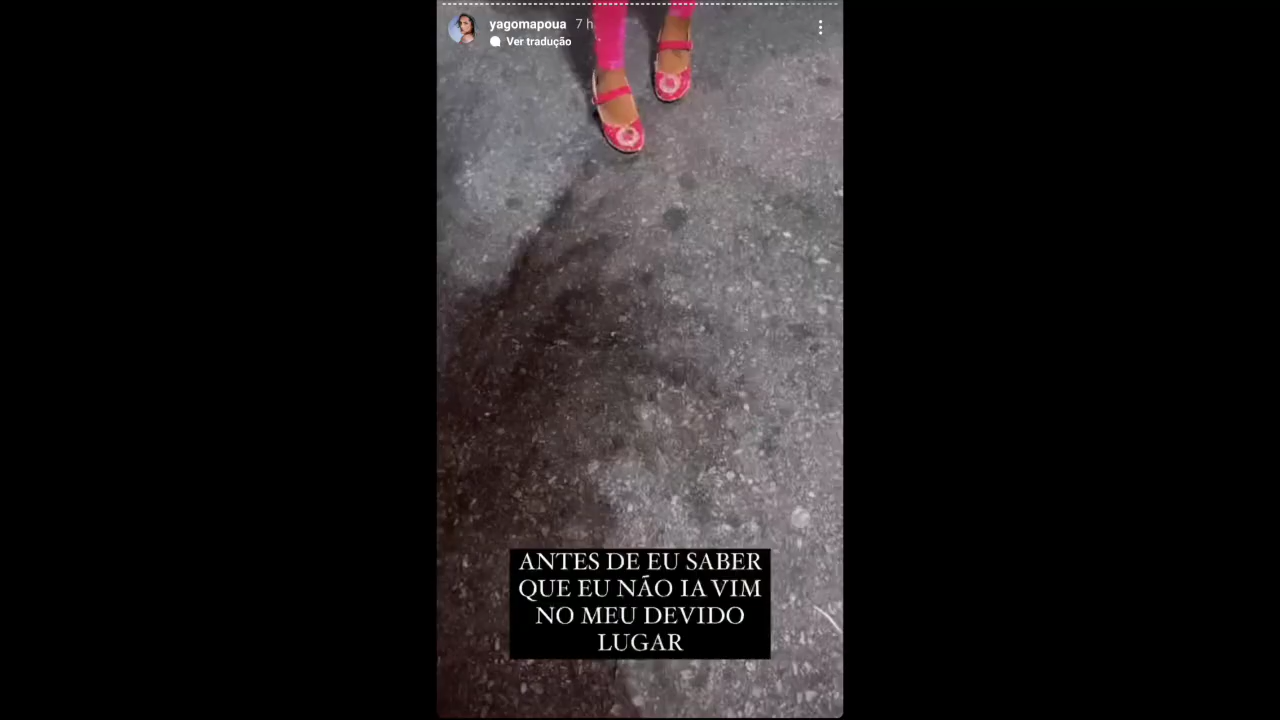 yagomapoua 7 h
Ver tradução
ANTES DE EU SABER
QUE EU NÃO IA VIM
NO MEU DEVIDO
LUGAR